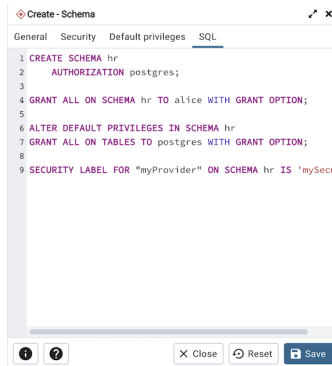 Create - Schema
General Security Default privileges SQL
1 CREATE SCHEMA hr
2 AUTHORIZATION postgres;
3
4 GRANT ALL ON SCHEMA hr TO alice WITH GRANT OPTION;
5
6 ALTER DEFAULT PRIVILEGES IN SCHEMA hr
7 GRANT ALL ON TABLES TO postgres WITH GRANT OPTION;
8
9 SECURITY LABEL FOR "myProvider" ON SCHEMA hr IS 'mySecu
Close Reset Save